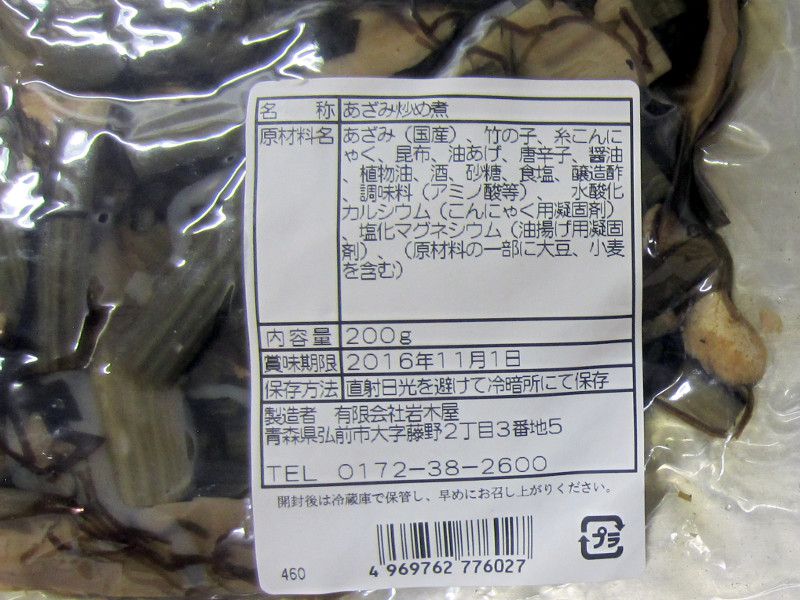 名称 あざみ炒め煮
原材料名 あざみ（国産）、竹の子、糸こんに
ゃく、昆布、油あげ、唐辛子、醤油
、植物油、酒、砂糖、食塩、醸造酢
、調味料（アミノ酸等）、 水酸化
カルシウム（こんにゃく用凝固剤）
、塩化マグネシウム（油揚げ用凝固
剤）、（原材料の一部に大豆、小麦
を含む）
内容量 200g
賞味期限 2016年11月1日
保存方法 直射日光を避けて冷暗所にて保存
製造者 有限会社岩木屋
青森県弘前市大字藤野2丁目3番地5
TEL 0172-38-2600
開封後は冷蔵庫で保管し、早めにお召し上がりください。
プラ
460
4 969762 776027